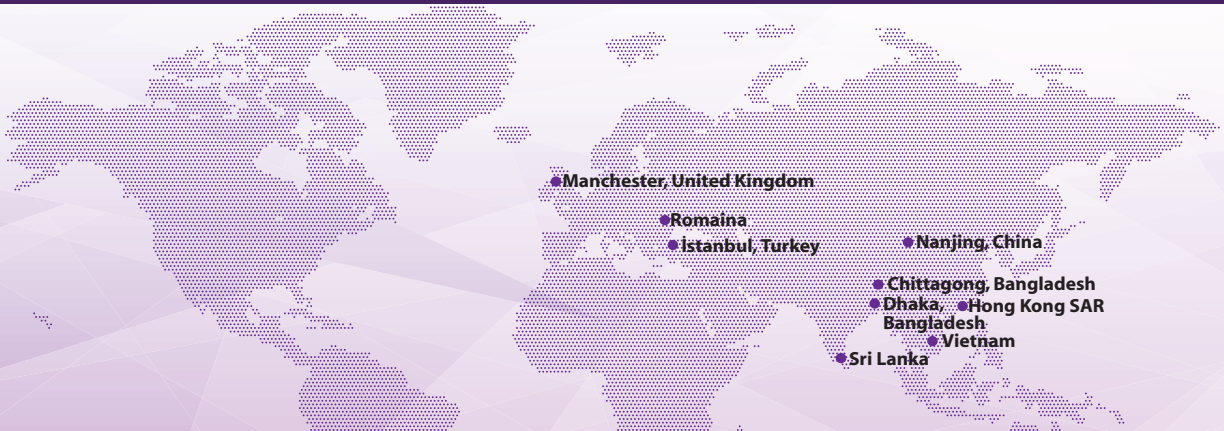 Manchester, United Kingdom
Romaina
İstanbul, Turkey
Nanjing, China
Chittagong, Bangladesh
Dhaka,
Bangladesh
Hong Kong SAR
Vietnam
Sri Lanka